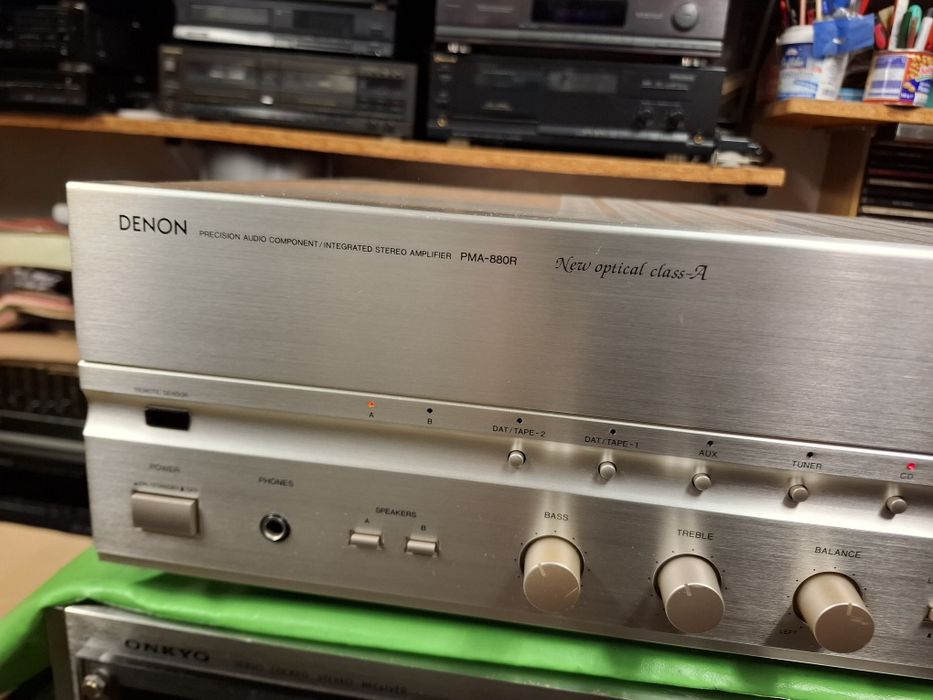 DENON PRECISION AUDIO COMPONENT/INTEGRATED STEREO AMPLIFIER PMA-880R New optical class-A
REMOTE SENSOR
A B DAT/TAPE-2 DAT/TAPE-1 AUX TUNER CD
POWER
PHONES
SPEAKERS
A B
BASS TREBLE BALANCE
LEFT
ONKYO